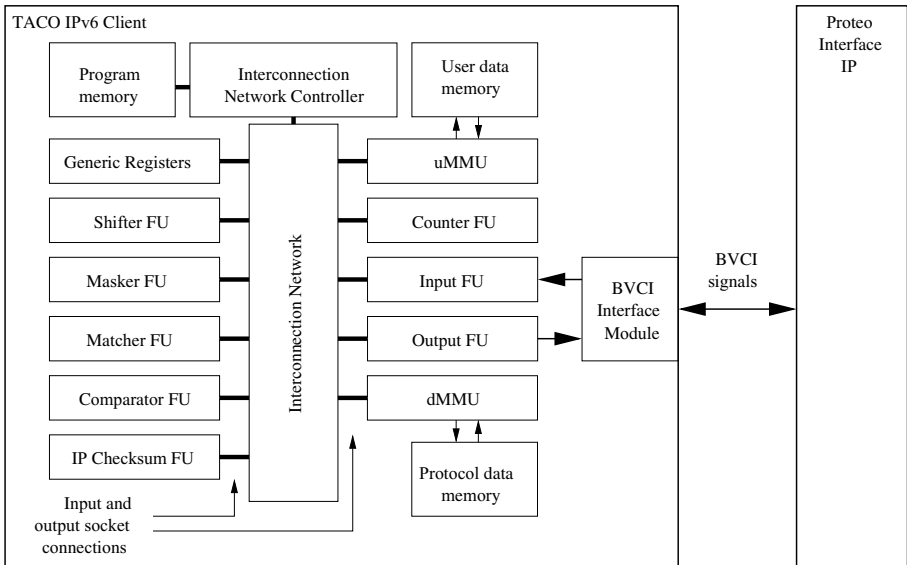 TACO IPv6 Client
Proteo
Interface
IP
Program
memory
Interconnection
Network Controller
User data
memory
Generic Registers
uMMU
Shifter FU
Counter FU
Masker FU
Input FU
Matcher FU
Output FU
Comparator FU
dMMU
IP Checksum FU
Interconnection Network
BVCI
Interface
Module
BVCI
signals
Protocol data
memory
Input and
output socket
connections